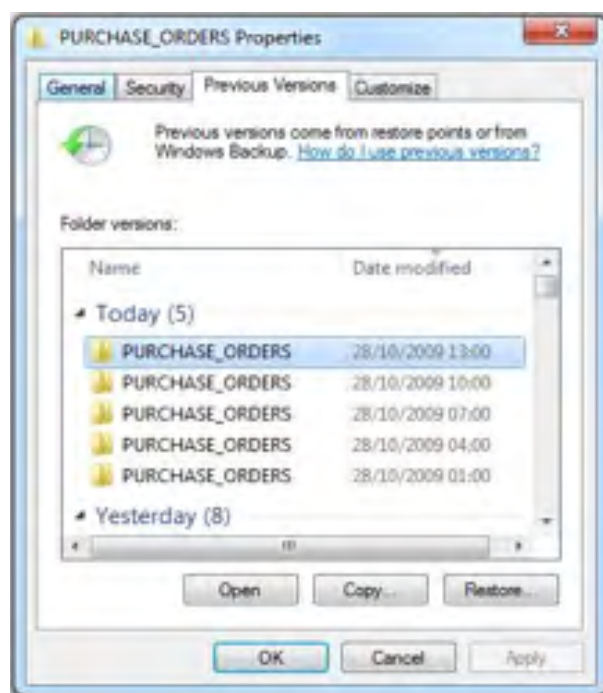 PURCHASE_ORDERS Properties
General Security Previous Versions Customize
Previous versions come from restore points or from
Windows Backup. How do I use previous versions?
Folder versions:
Name Date modified
Today (5)
PURCHASE_ORDERS 28/10/2009 13:00
PURCHASE_ORDERS 28/10/2009 10:00
PURCHASE_ORDERS 28/10/2009 07:00
PURCHASE_ORDERS 28/10/2009 04:00
PURCHASE_ORDERS 28/10/2009 01:00
Yesterday (8)
Open Copy... Restore...
OK Cancel Apply